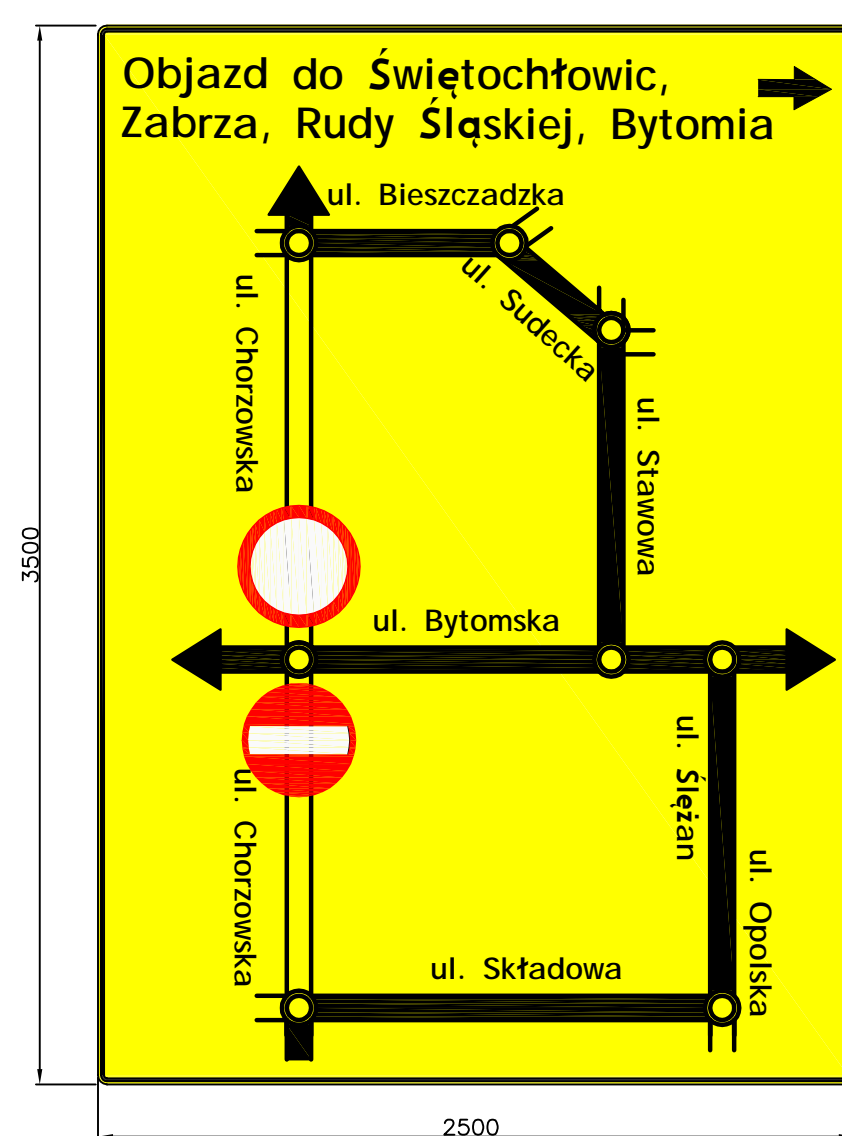 Objazd do Świętochłowic,
Zabrza, Rudy Śląskiej, Bytomia
ul. Bieszczadzka
ul. Chorzowska
ul. Sudecka
ul. Stawowa
3500
ul. Bytomska
ul. Chorzowska
ul. Ślężan
ul. Opolska
ul. Składowa
2500